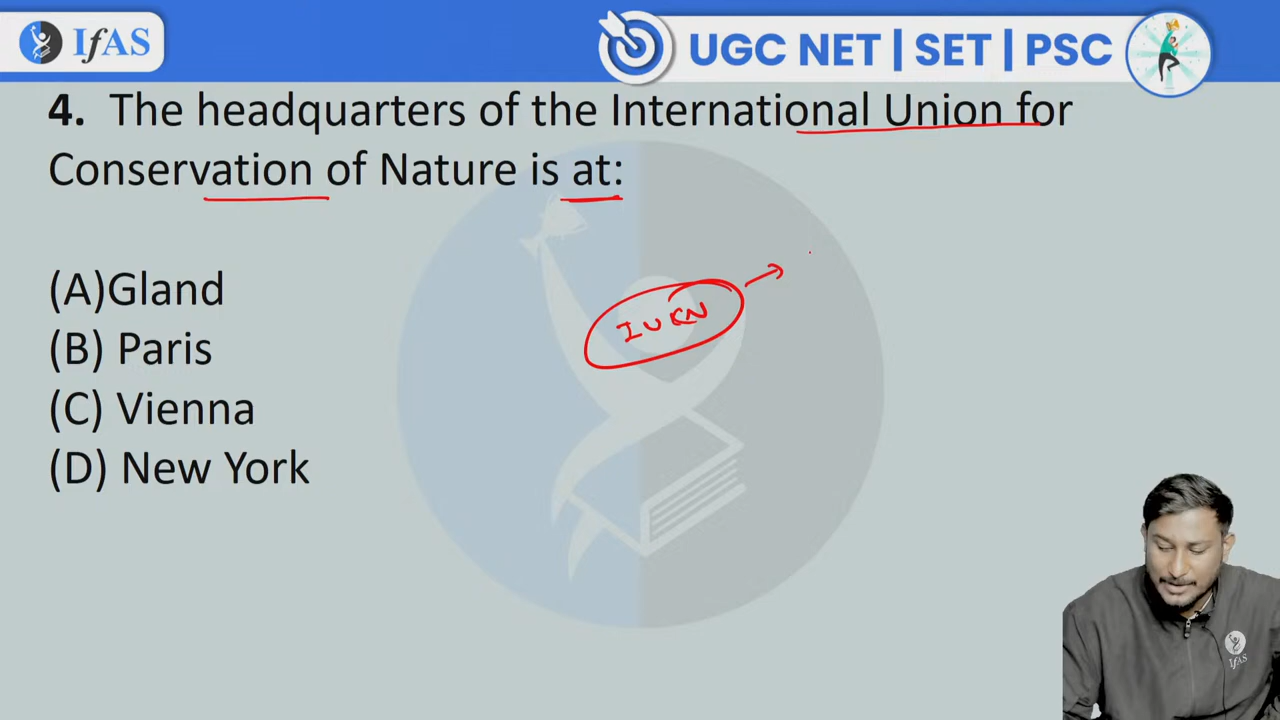 IfAS
UGC NET | SET | PSC
4. The headquarters of the International Union for
Conservation of Nature is at:
IUCN
(A)Gland
(B) Paris
(C) Vienna
(D) New York
IfAS